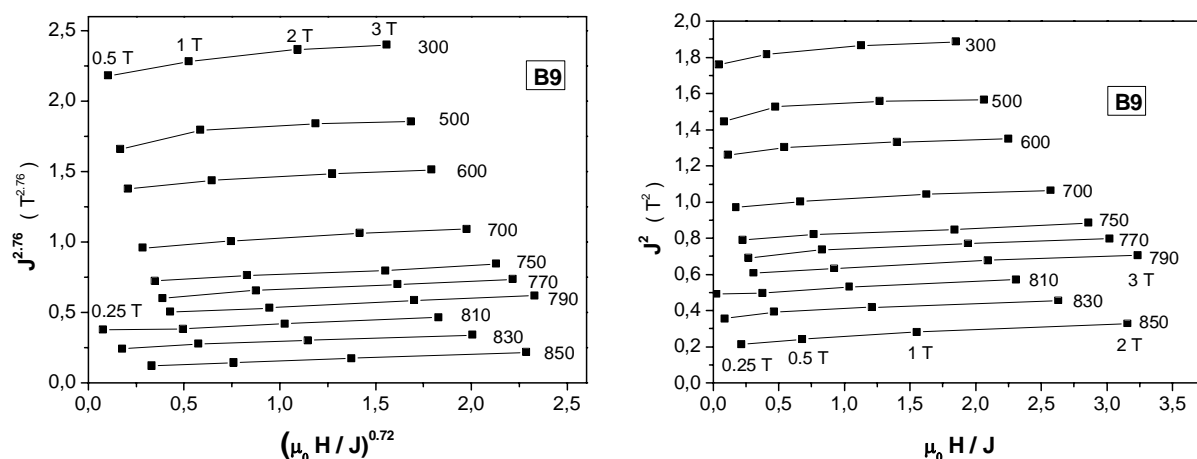 2,5
2,0
1,5
1,0
0,5
0,0
J^2.76 ( T^2.76 )
0.5 T
1 T
2 T
3 T
300
B9
500
600
700
750
770
790
0.25 T
810
830
850
0,0 0,5 1,0 1,5 2,0 2,5
(μ₀ H / J)^0.72
2,0
1,8
1,6
1,4
1,2
1,0
0,8
0,6
0,4
0,2
0,0
J^2 (T^2)
300
500
B9
600
700
750
770
790
3 T
810
830
850
0.25 T
0.5 T
1 T
2 T
0,0 0,5 1,0 1,5 2,0 2,5 3,0 3,5
μ₀ H / J